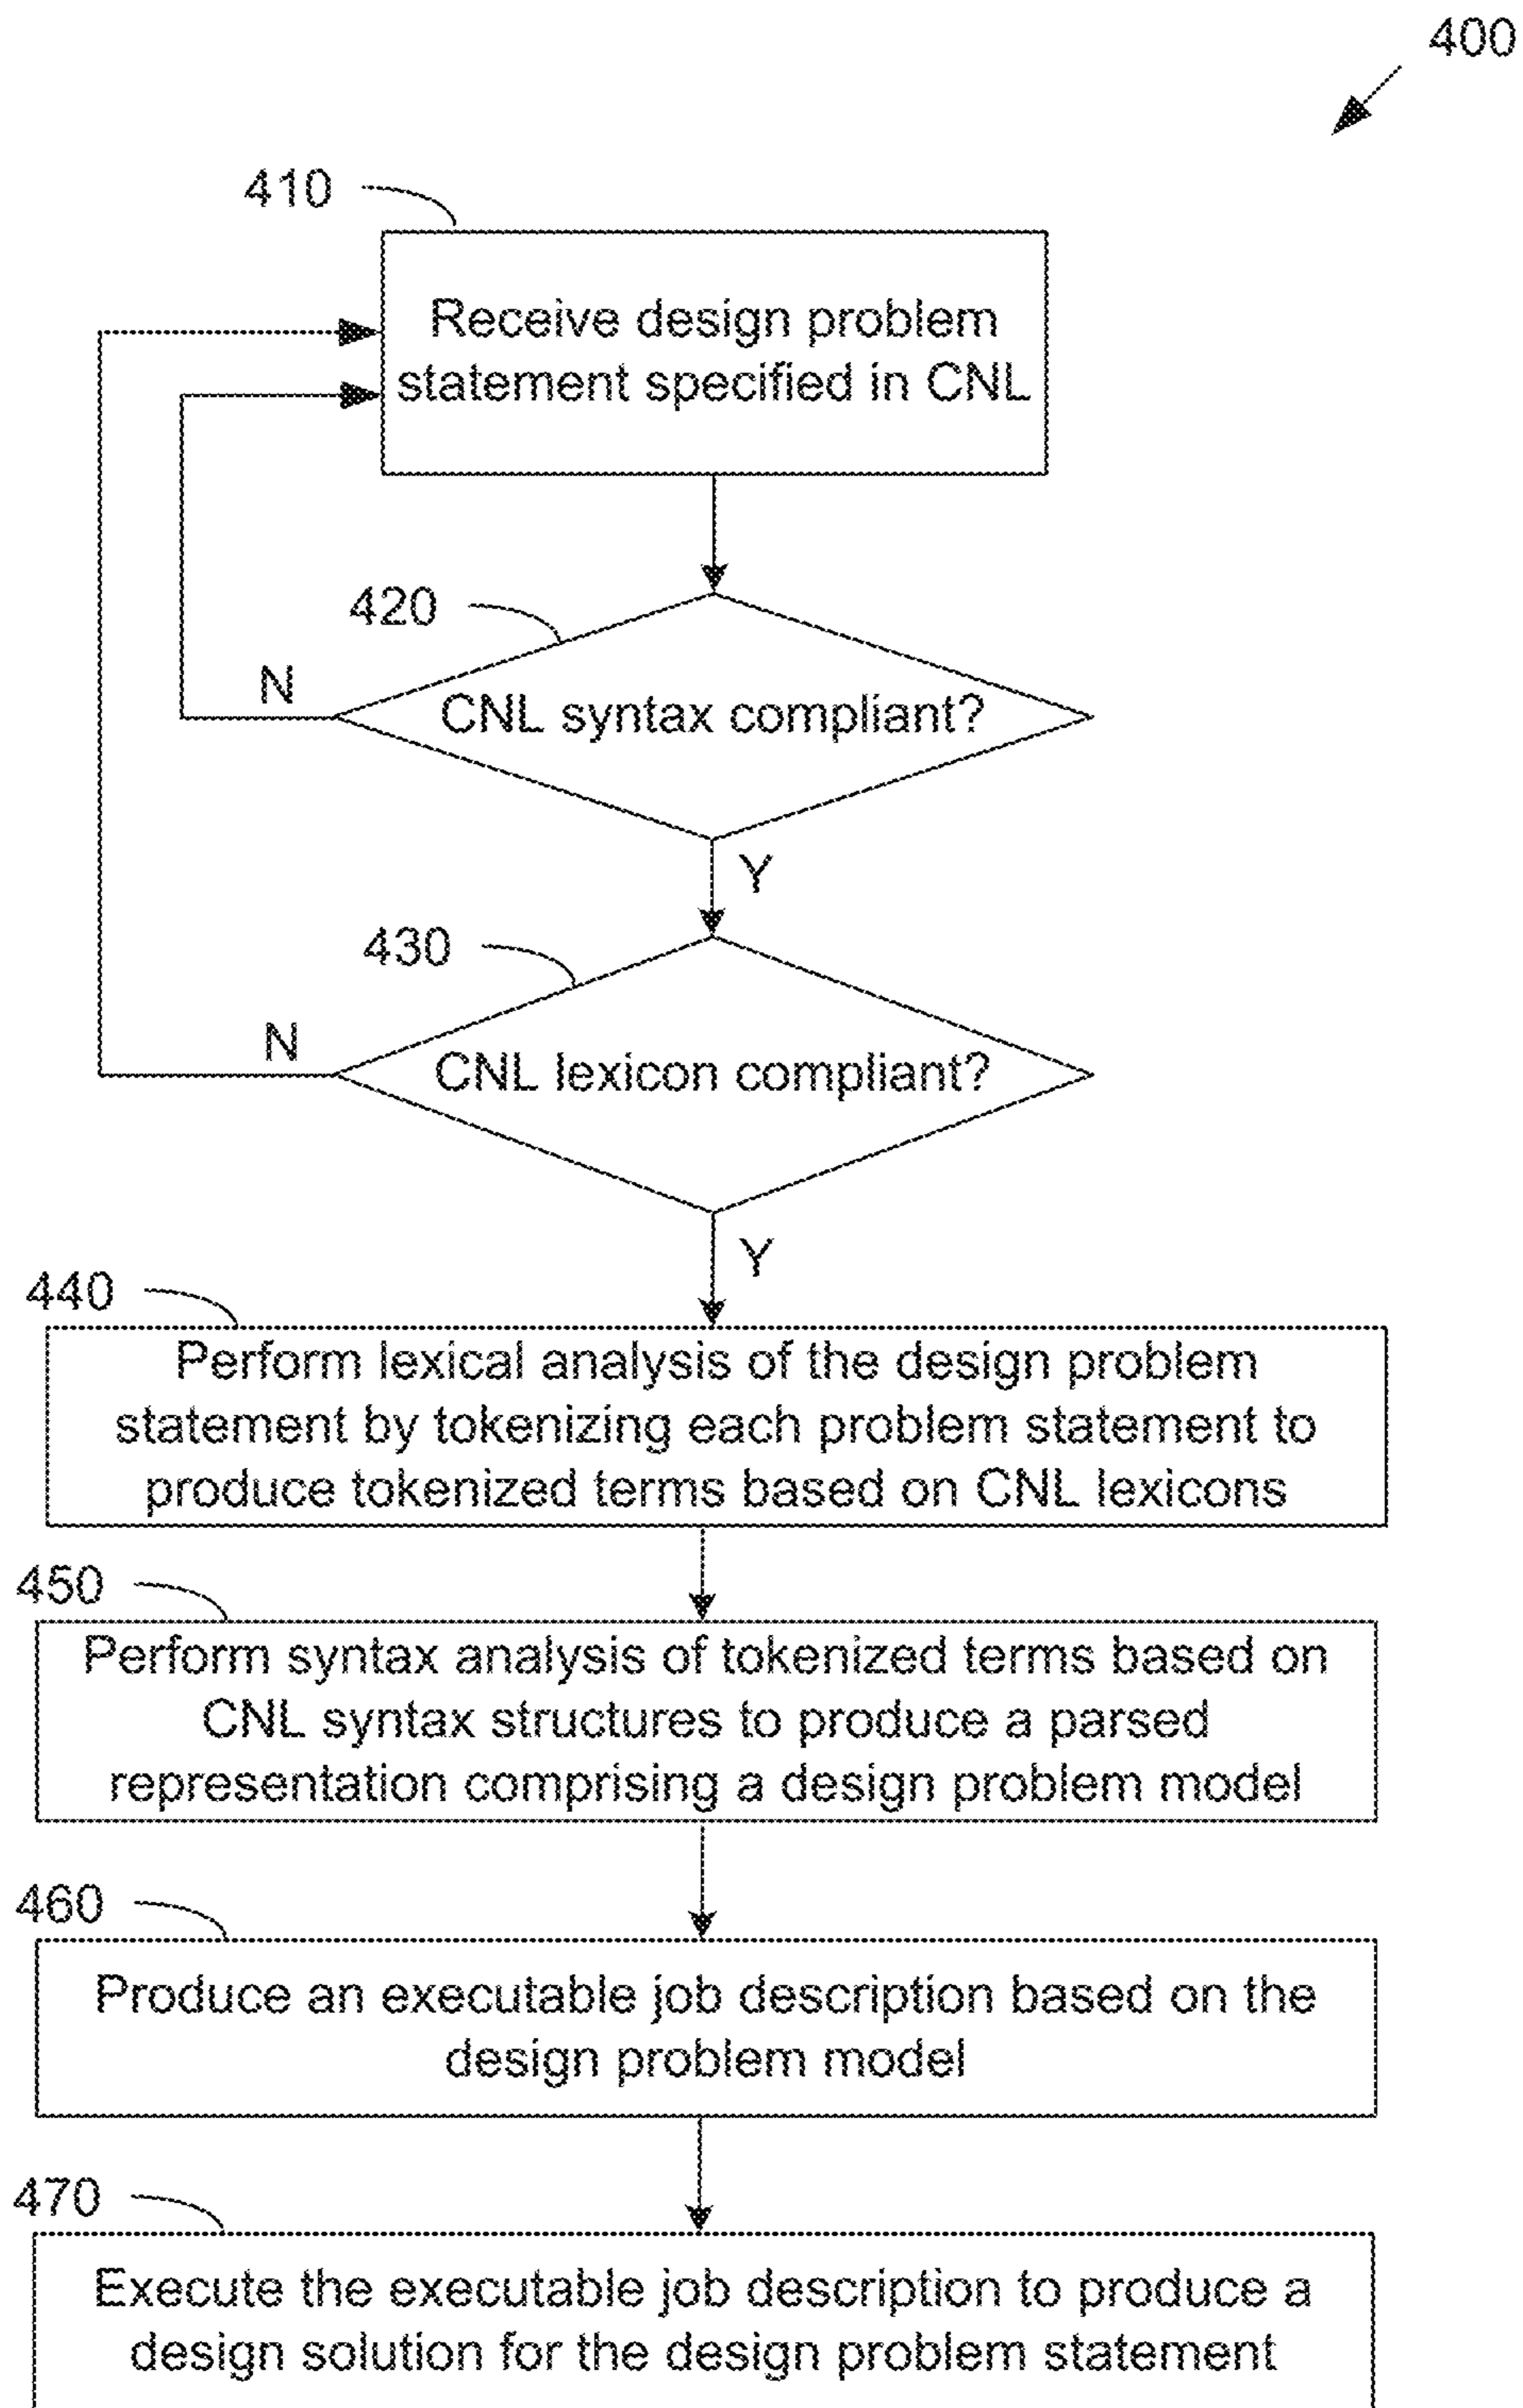 400
410
Receive design problem
statement specified in CNL
420
N
CNL syntax compliant?
Y
430
N
CNL lexicon compliant?
Y
440
Perform lexical analysis of the design problem
statement by tokenizing each problem statement to
produce tokenized terms based on CNL lexicons
450
Perform syntax analysis of tokenized terms based on
CNL syntax structures to produce a parsed
representation comprising a design problem model
460
Produce an executable job description based on the
design problem model
470
Execute the executable job description to produce a
design solution for the design problem statement